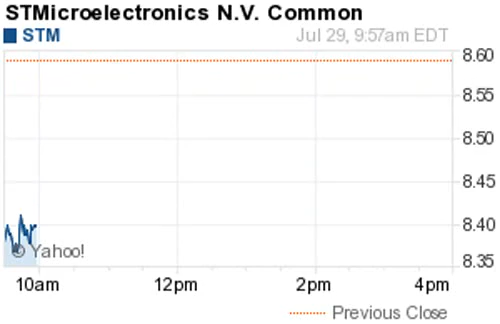 STMicroelectronics N.V. Common
STM Jul 29, 9:57am EDT
8.60
8.55
8.50
8.45
8.40
8.35
© Yahoo!
10am 12pm 2pm 4pm
Previous Close